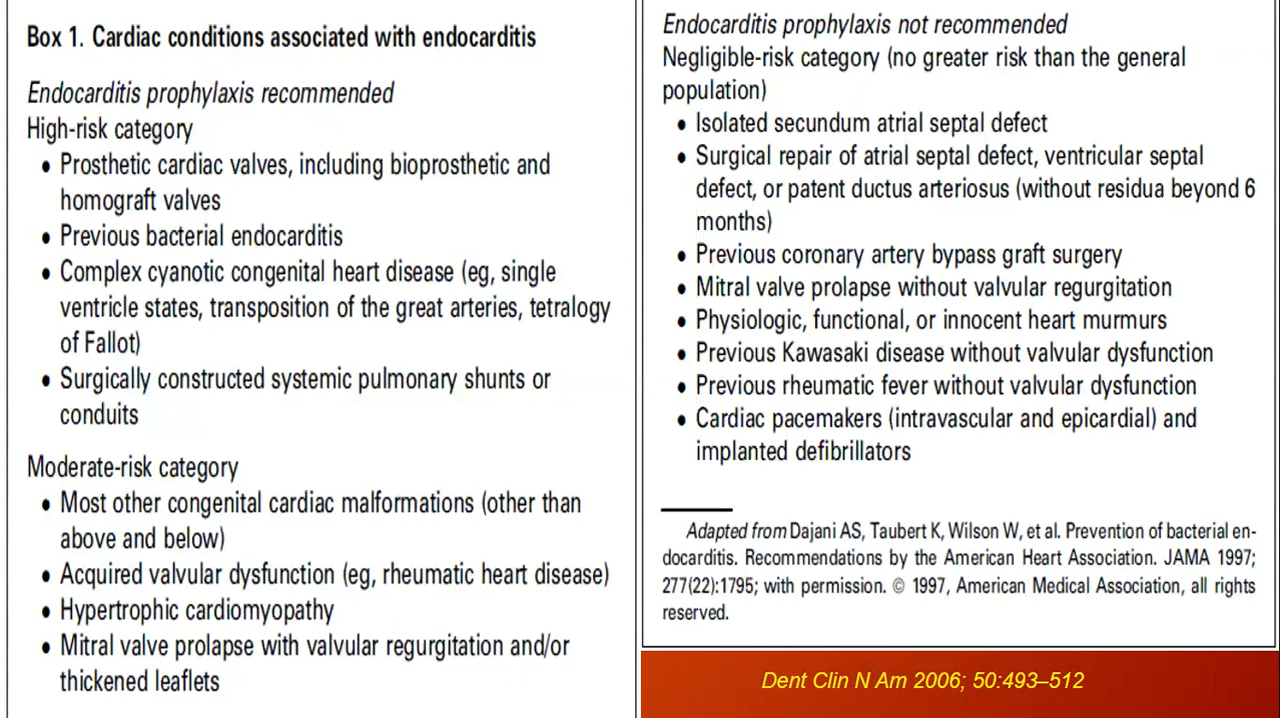 Box 1. Cardiac conditions associated with endocarditis
Endocarditis prophylaxis recommended
High-risk category
• Prosthetic cardiac valves, including bioprosthetic and
homograft valves
• Previous bacterial endocarditis
• Complex cyanotic congenital heart disease (eg, single
ventricle states, transposition of the great arteries, tetralogy
of Fallot)
• Surgically constructed systemic pulmonary shunts or
conduits
Moderate-risk category
• Most other congenital cardiac malformations (other than
above and below)
• Acquired valvular dysfunction (eg, rheumatic heart disease)
• Hypertrophic cardiomyopathy
• Mitral valve prolapse with valvular regurgitation and/or
thickened leaflets
Endocarditis prophylaxis not recommended
Negligible-risk category (no greater risk than the general
population)
• Isolated secundum atrial septal defect
• Surgical repair of atrial septal defect, ventricular septal
defect, or patent ductus arteriosus (without residua beyond 6
months)
• Previous coronary artery bypass graft surgery
• Mitral valve prolapse without valvular regurgitation
• Physiologic, functional, or innocent heart murmurs
• Previous Kawasaki disease without valvular dysfunction
• Previous rheumatic fever without valvular dysfunction
• Cardiac pacemakers (intravascular and epicardial) and
implanted defibrillators
Adapted from Dajani AS, Taubert K, Wilson W, et al. Prevention of bacterial en-
docarditis. Recommendations by the American Heart Association. JAMA 1997;
277(22):1795; with permission. © 1997, American Medical Association, all rights
reserved.
Dent Clin N Am 2006; 50:493–512